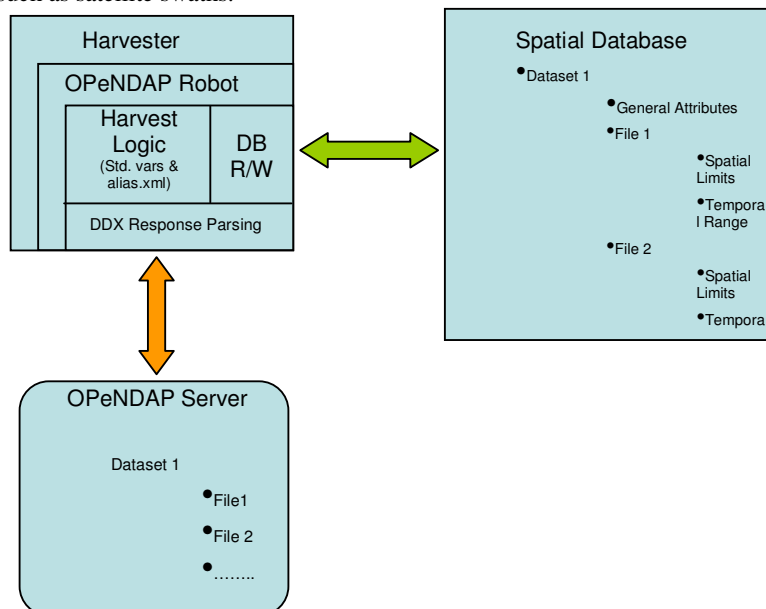 Harvester
OPeNDAP Robot
Harvest
Logic
(Std. vars &
alias.xml)
DB
R/W
DDX Response Parsing
Spatial Database
•Dataset 1
•General Attributes
•File 1
•Spatial
Limits
•Tempora
l Range
•File 2
•Spatial
Limits
•Tempora
OPeNDAP Server
Dataset 1
•File1
•File 2
•........